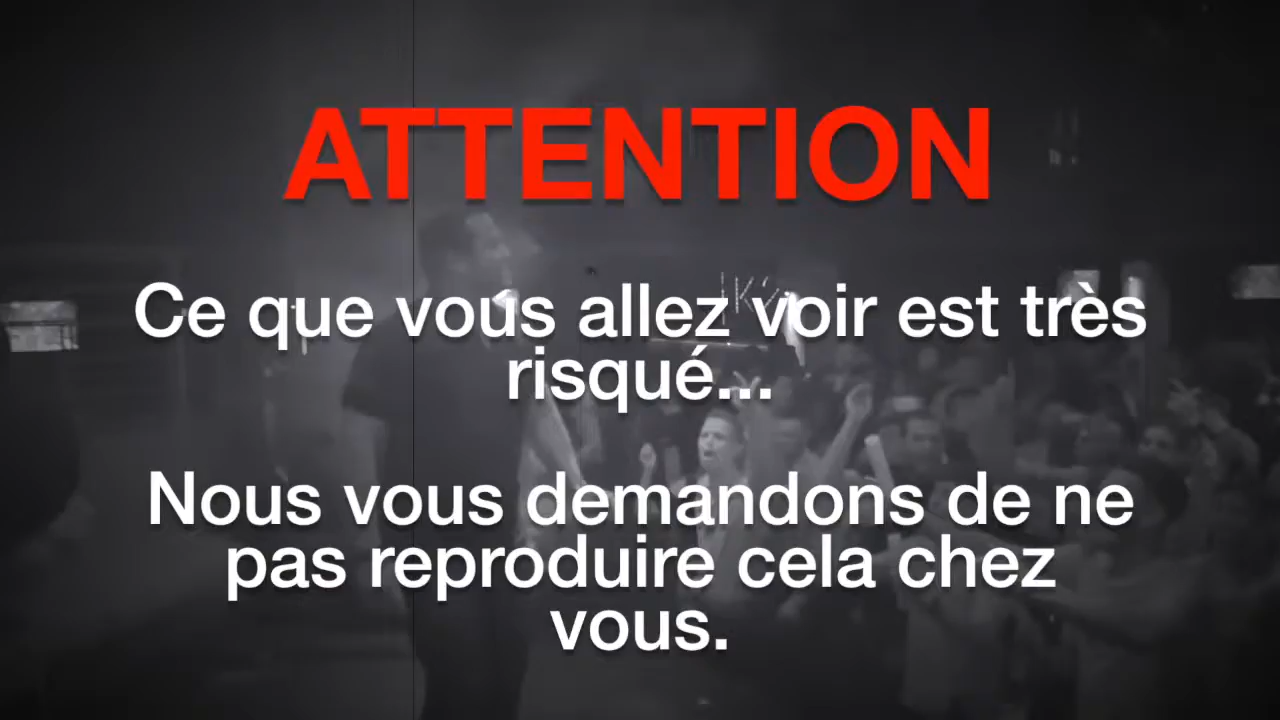 ATTENTION
Ce que vous allez voir est très
risqué...
Nous vous demandons de ne
pas reproduire cela chez
vous.